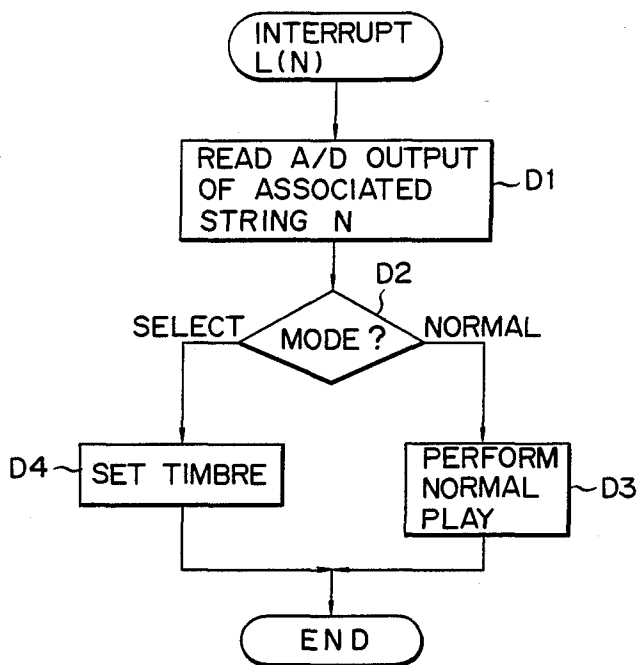 INTERRUPT
L(N)
READ A/D OUTPUT
OF ASSOCIATED
STRING N
D1
D2
SELECT
MODE?
NORMAL
D4
SET TIMBRE
PERFORM
NORMAL
PLAY
D3
END